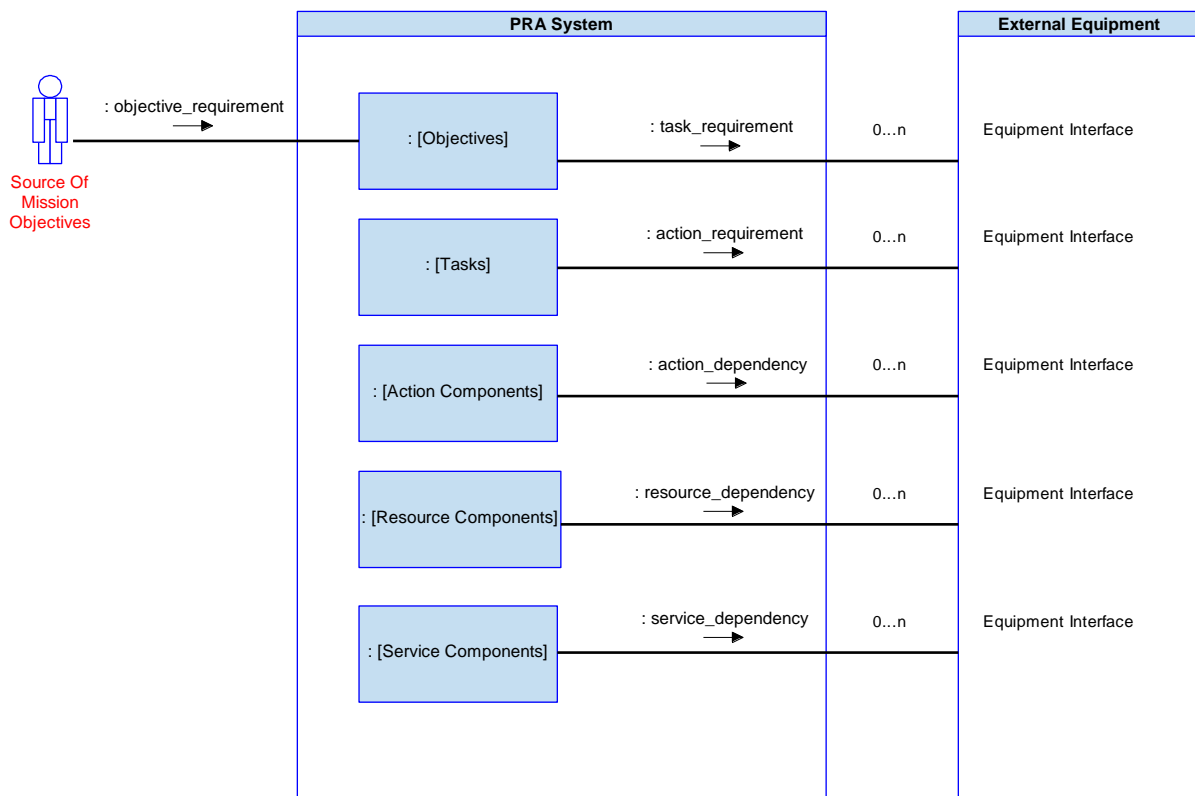 PRA System
External Equipment
: objective_requirement
Source Of
Mission
Objectives
: [Objectives]
: task_requirement
0...n
Equipment Interface
: [Tasks]
: action_requirement
0...n
Equipment Interface
: [Action Components]
: action_dependency
0...n
Equipment Interface
: [Resource Components]
: resource_dependency
0...n
Equipment Interface
: [Service Components]
: service_dependency
0...n
Equipment Interface